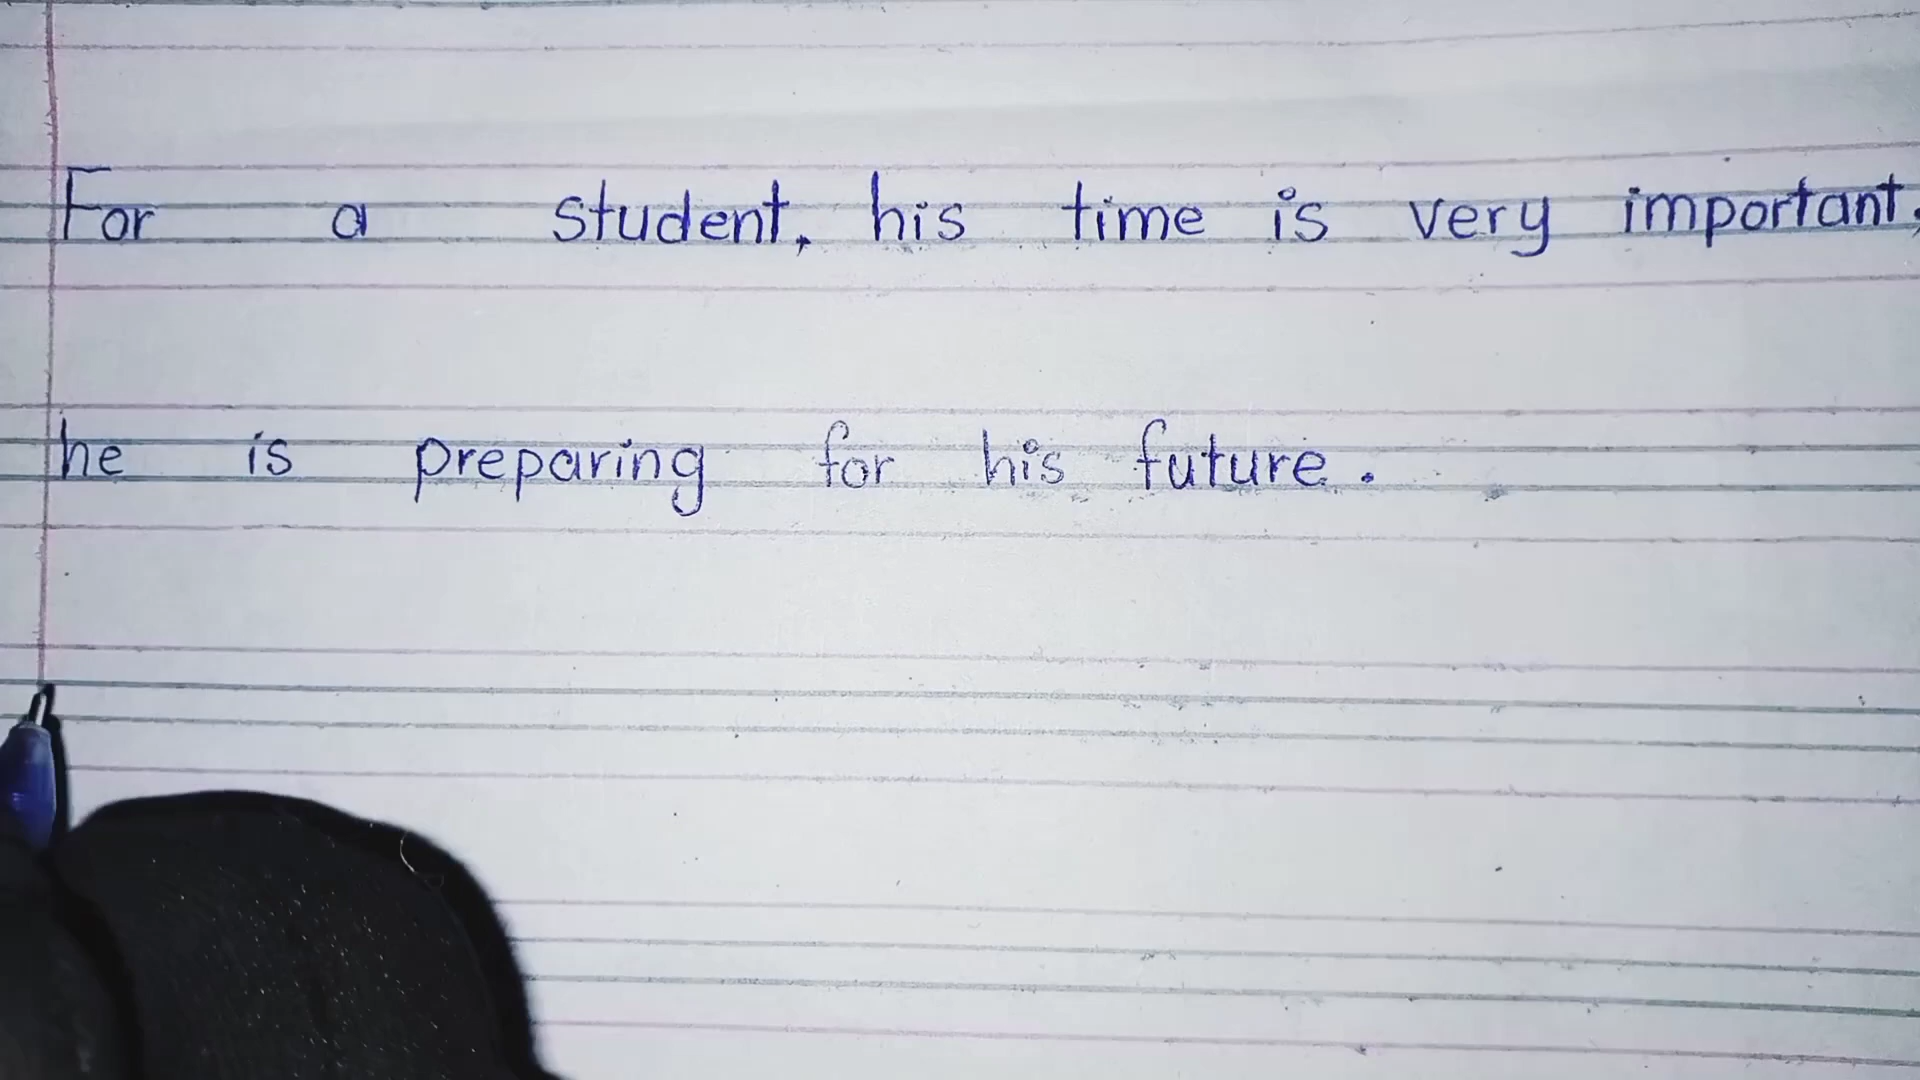 For a student, his time is very important,
he is preparing for his future.